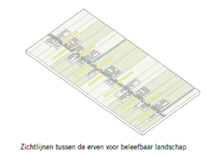 Zichtlijnen tussen de erven voor beleefbaar landschap